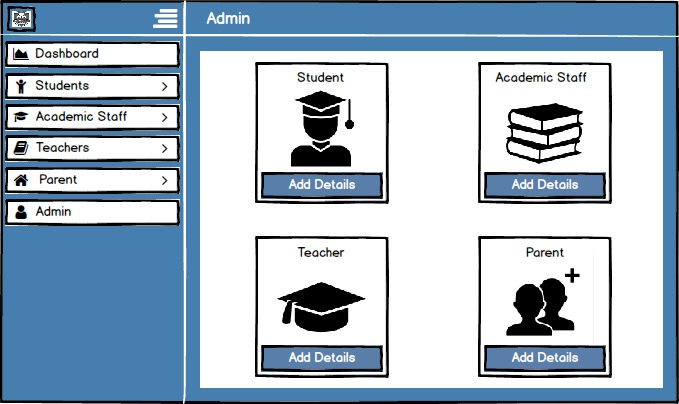 Admin
Dashboard
Students
Academic Staff
Teachers
Parent
Admin
Student
Add Details
Academic Staff
Add Details
Teacher
Add Details
Parent
Add Details